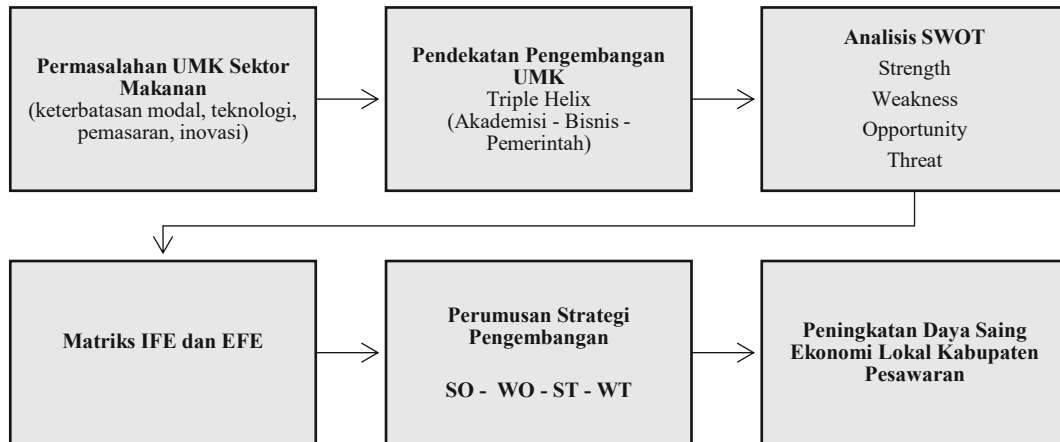 Permasalahan UMK Sektor
Makanan
(keterbatasan modal, teknologi,
pemasaran, inovasi)
Pendekatan Pengembangan
UMK
Triple Helix
(Akademisi - Bisnis -
Pemerintah)
Analisis SWOT
Strength
Weakness
Opportunity
Threat
Matriks IFE dan EFE
Perumusan Strategi
Pengembangan
SO - WO - ST - WT
Peningkatan Daya Saing
Ekonomi Lokal Kabupaten
Pesawaran